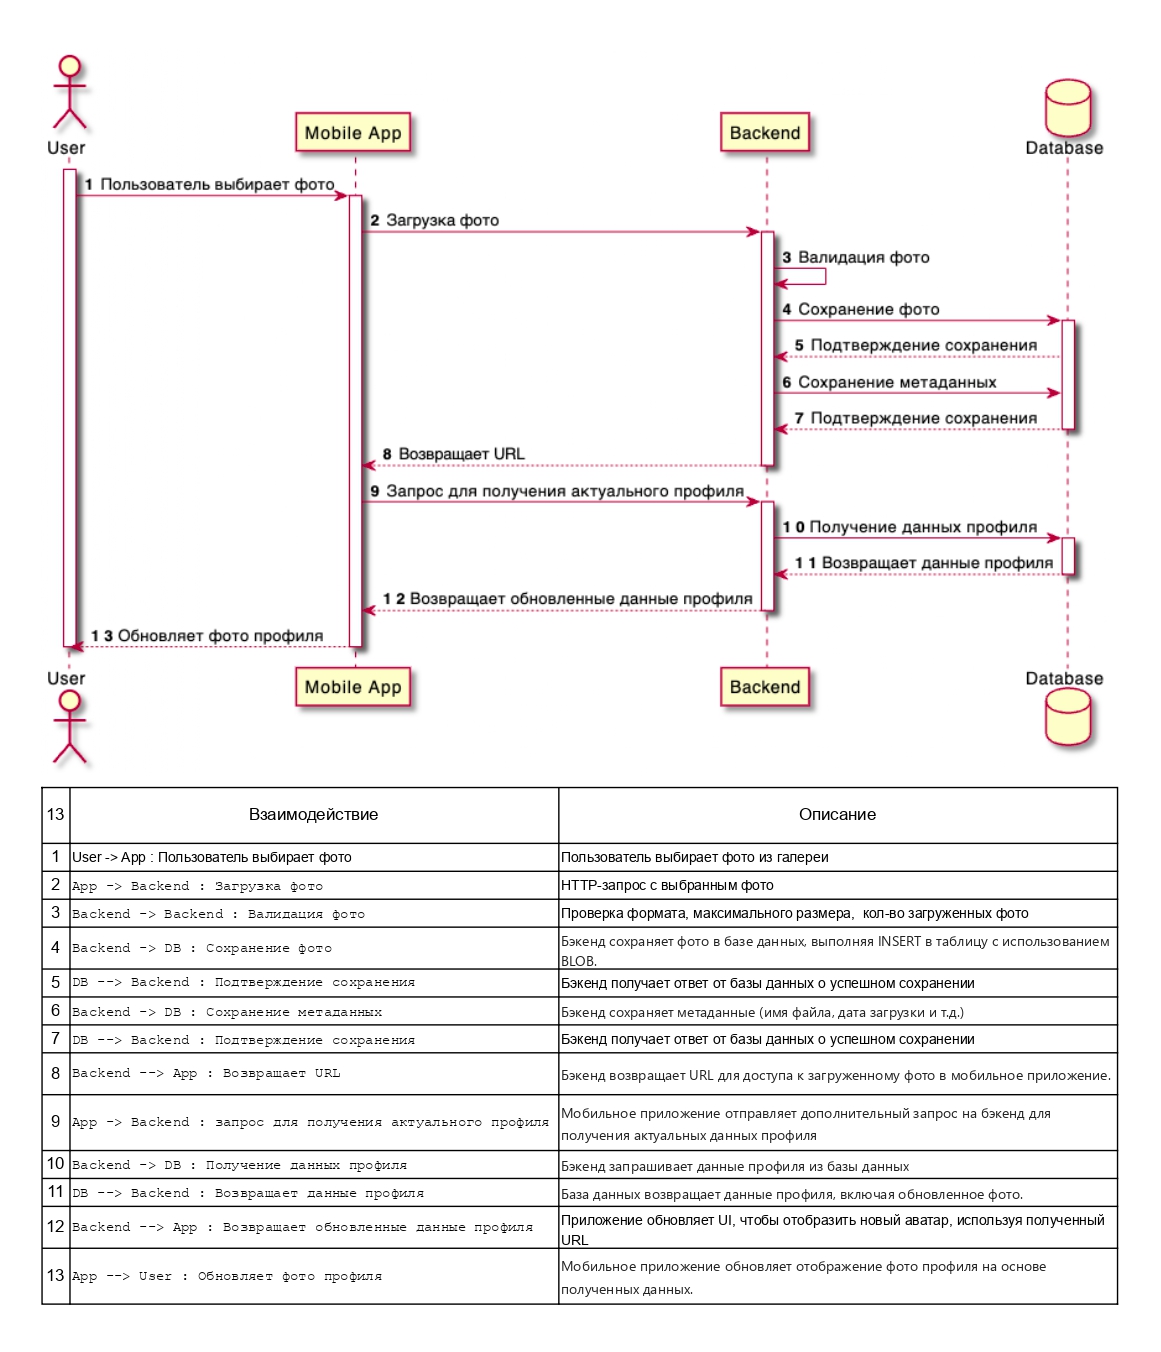 User
Mobile App
Backend
Database
1 Пользователь выбирает фото
2 Загрузка фото
3 Валидация фото
4 Сохранение фото
5 Подтверждение сохранения
6 Сохранение метаданных
7 Подтверждение сохранения
8 Возвращает URL
9 Запрос для получения актуального профиля
10 Получение данных профиля
11 Возвращает данные профиля
12 Возвращает обновленные данные профиля
13 Обновляет фото профиля
User
Mobile App
Backend
Database
13 Взаимодействие Описание
1 User -> App : Пользователь выбирает фото Пользователь выбирает фото из галереи
2 App -> Backend : Загрузка фото HTTP-запрос с выбранным фото
3 Backend -> Backend : Валидация фото Проверка формата, максимального размера, кол-во загруженных фото
4 Backend -> DB : Сохранение фото Бэкенд сохраняет фото в базе данных, выполняя INSERT в таблицу с использованием
BLOB.
5 DB --> Backend : Подтверждение сохранения Бэкенд получает ответ от базы данных о успешном сохранении
6 Backend -> DB : Сохранение метаданных Бэкенд сохраняет метаданные (имя файла, дата загрузки и т.д.)
7 DB --> Backend : Подтверждение сохранения Бэкенд получает ответ от базы данных о успешном сохранении
8 Backend --> App : Возвращает URL Бэкенд возвращает URL для доступа к загруженному фото в мобильное приложение.
9 App -> Backend : запрос для получения актуального профиля Мобильное приложение отправляет дополнительный запрос на бэкенд для
получения актуальных данных профиля
10 Backend -> DB : Получение данных профиля Бэкенд запрашивает данные профиля из базы данных
11 DB --> Backend : Возвращает данные профиля База данных возвращает данные профиля, включая обновленное фото.
12 Backend --> App : Возвращает обновленные данные профиля Приложение обновляет UI, чтобы отобразить новый аватар, используя полученный
URL
13 App --> User : Обновляет фото профиля Мобильное приложение обновляет отображение фото профиля на основе
полученных данных.